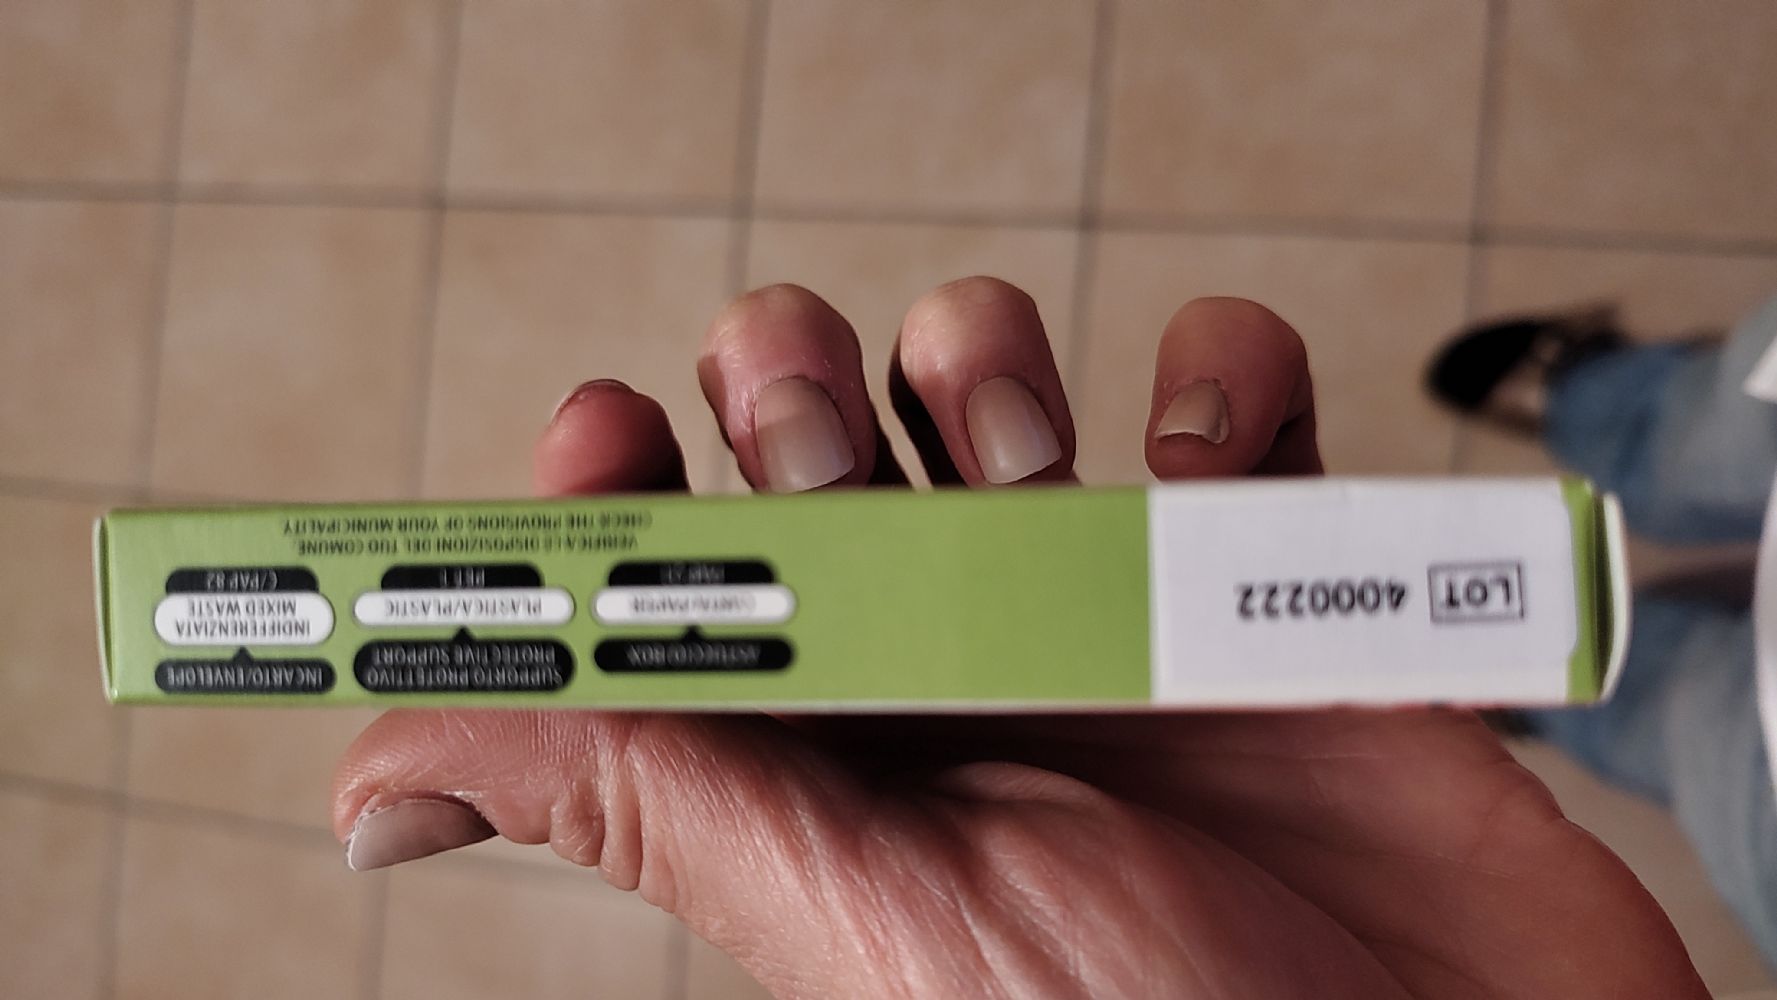 LOT 4000222
ASTUCCIO/BOX
CARTA/PAPER
PAP 21
SUPPORTO PROTETTIVO
PROTECTIVE SUPPORT
PLASTICA/PLASTIC
PET 1
INCARTO/ENVELOPE
INDIFFERENZIATA
MIXED WASTE
C/PAP 82
VERIFICA LE DISPOSIZIONI DEL TUO COMUNE.
CHECK THE PROVISIONS OF YOUR MUNICIPALITY